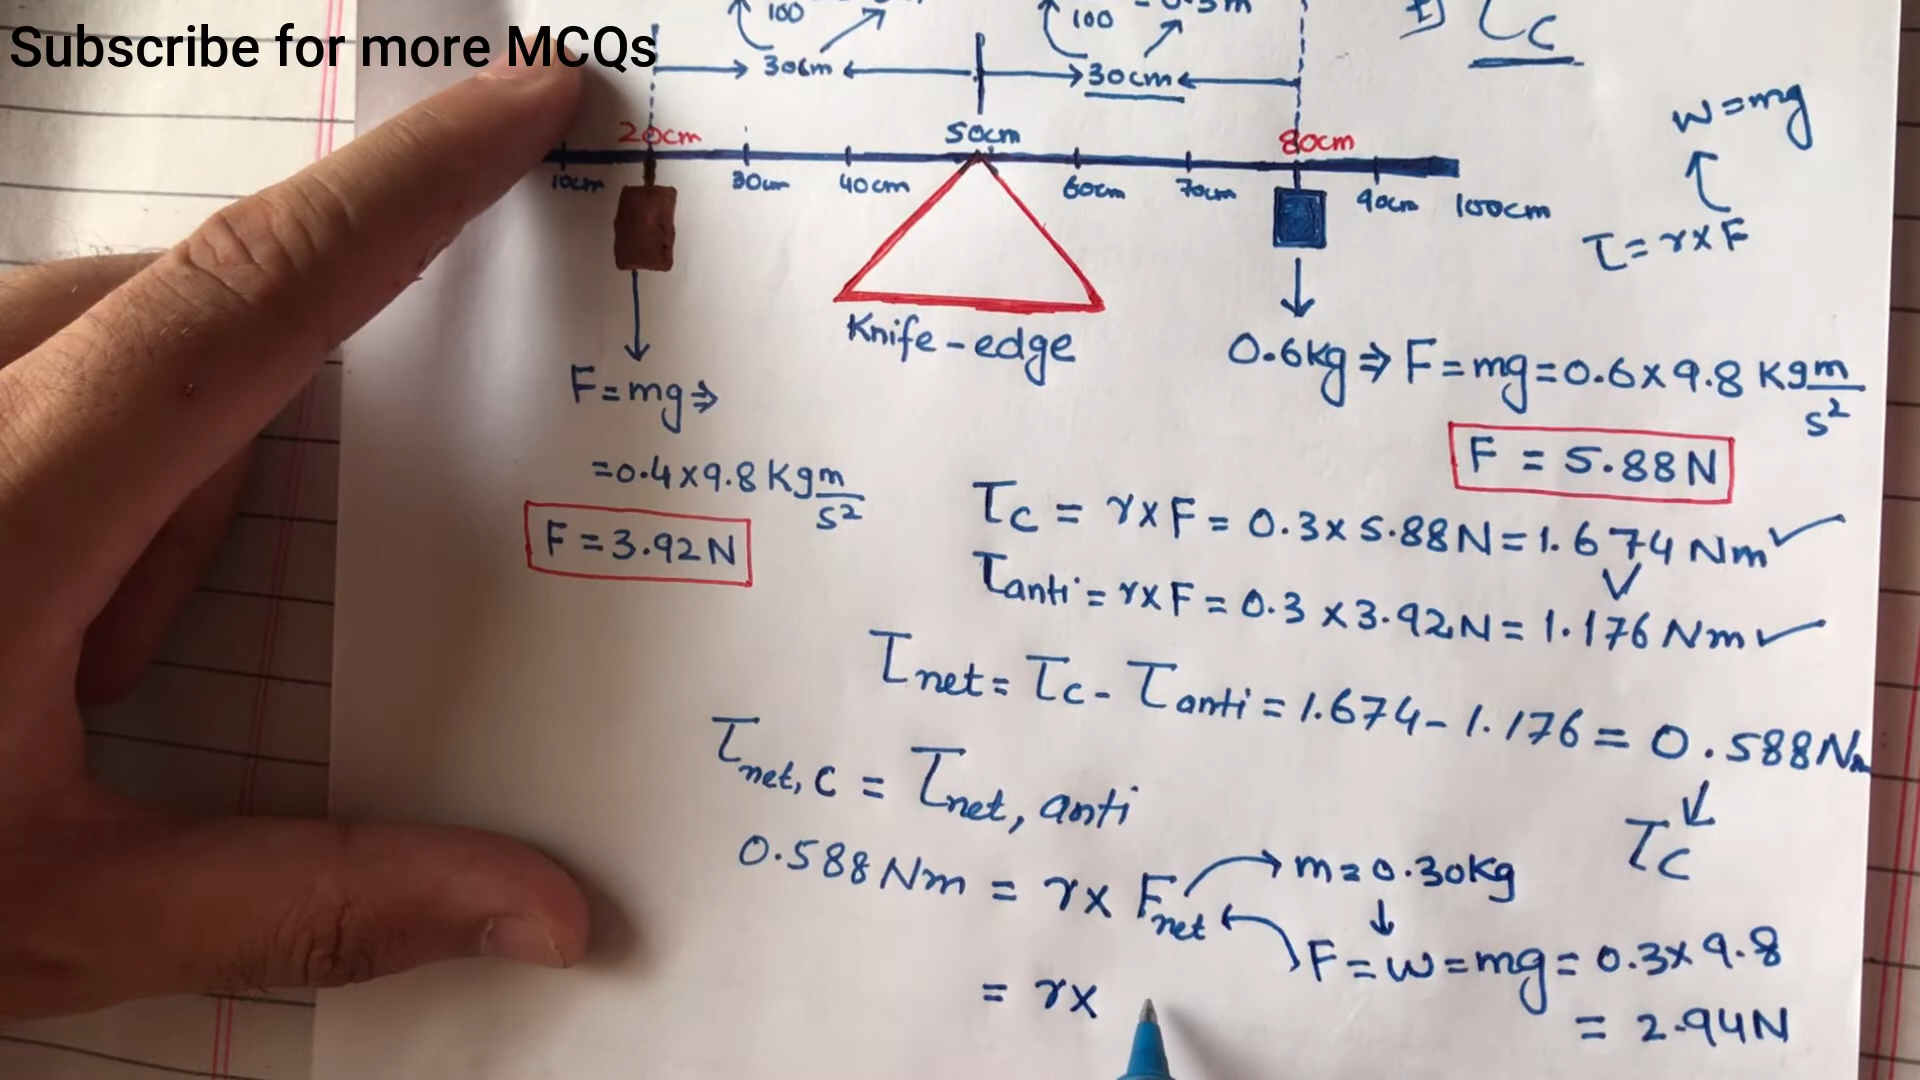 Subscribe for more MCQs
100
100
30cm
30cm
τc
W=mg
20cm
50cm
80cm
10cm 30cm 40cm 60cm 70cm 90cm 100cm
τ=r×F
Knife-edge
0.6kg⇒F=mg=0.6×9.8 Kgm/s²
F=mg⇒
=0.4×9.8 Kgm/s²
F = 5.88N
F=3.92N
τc = r×F = 0.3×5.88N=1.674 Nm✓
τanti = r×F = 0.3 ×3.92N=1.176 Nm✓
τnet = τc - τanti = 1.674-1.176 = 0.588Nm
τnet, c = τnet, anti
τc
0.588Nm = r× Fnet
m=0.30Kg
F=w=mg= 0.3×9.8
= r×
= 2.94N